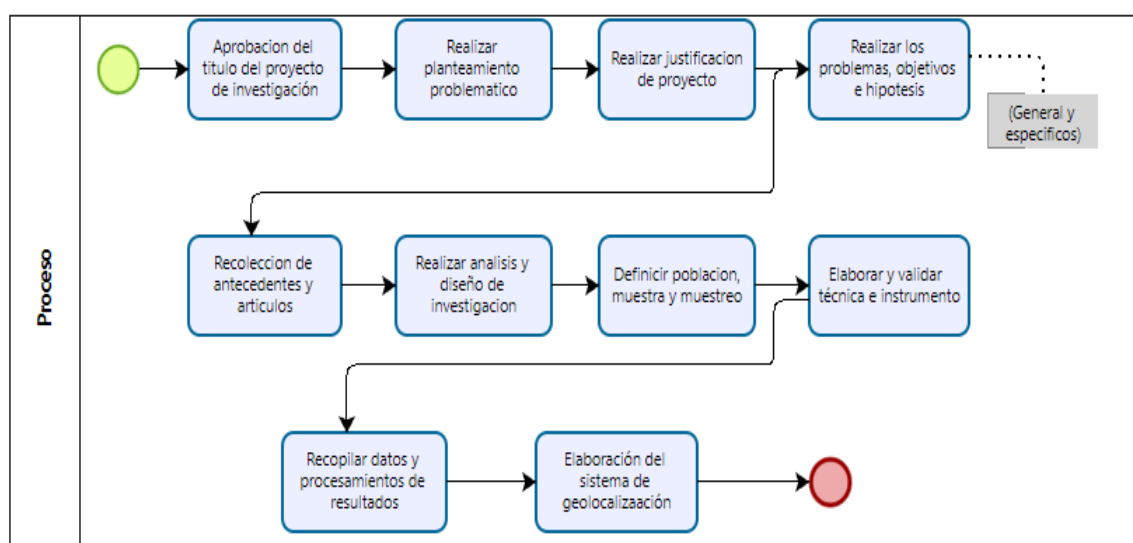 Proceso
Aprobacion del
titulo del proyecto
de investigación
Realizar
planteamiento
problematico
Realizar justificacion
de proyecto
Realizar los
problemas, objetivos
e hipotesis
(General y
especificos)
Recoleccion de
antecedentes y
articulos
Realizar analisis y
diseño de
investigacion
Definicir poblacion,
muestra y muestreo
Elaborar y validar
técnica e instrumento
Recopilar datos y
procesamientos de
resultados
Elaboración del
sistema de
geolocalizaación